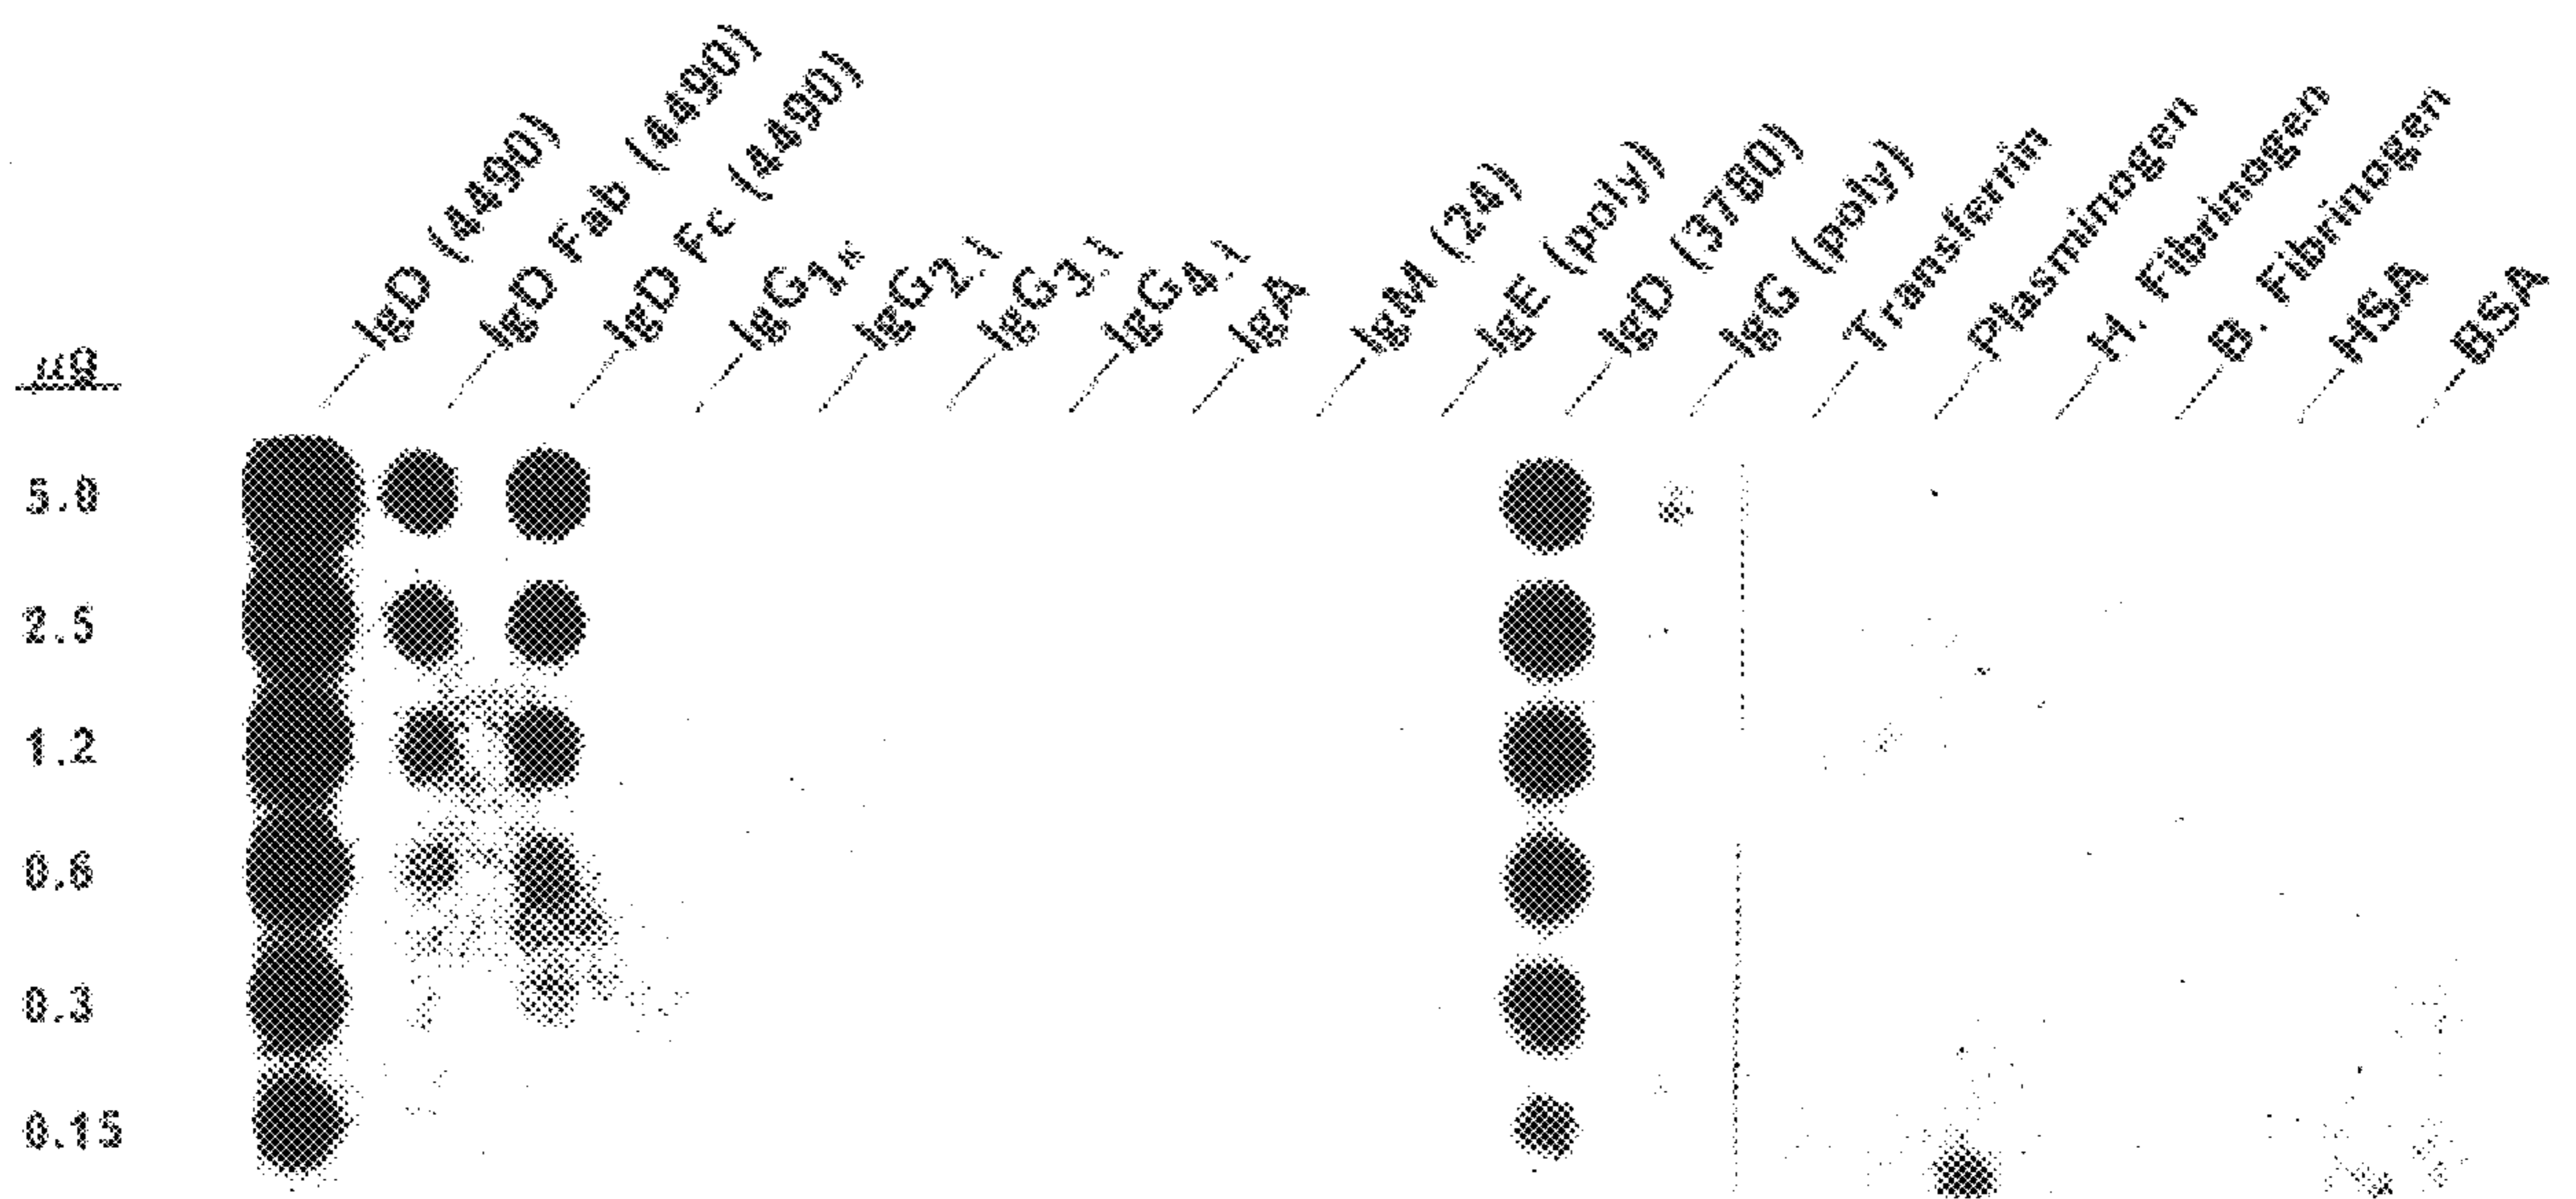 IgD (4490)
IgD Fab (4490)
IgD Fc (4490)
IgG1κ
IgG2λ
IgG3λ
IgG4λ
IgA
IgM (24)
IgE (poly)
IgD (3780)
IgG (poly)
Transferrin
Plasminogen
H. Fibrinogen
B. Fibrinogen
HSA
BSA
μg
5.0
2.5
1.2
0.6
0.3
0.15